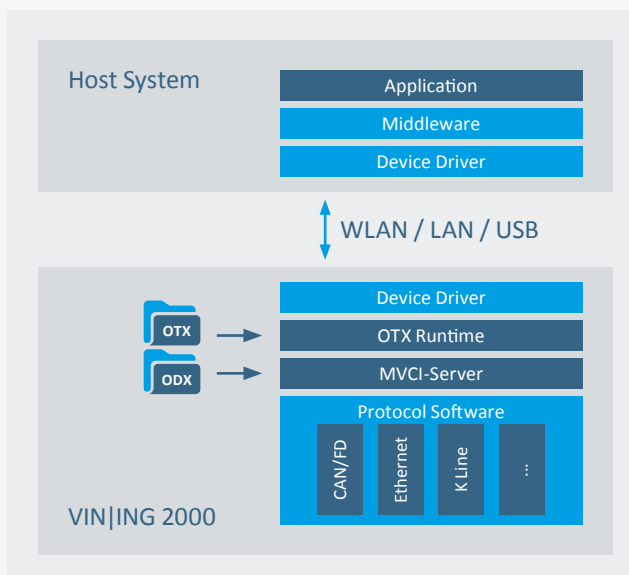 Host System
Application
Middleware
Device Driver
WLAN / LAN / USB
Device Driver
OTX
OTX Runtime
ODX
MVCI-Server
Protocol Software
CAN/FD
Ethernet
K Line
...
VIN|ING 2000